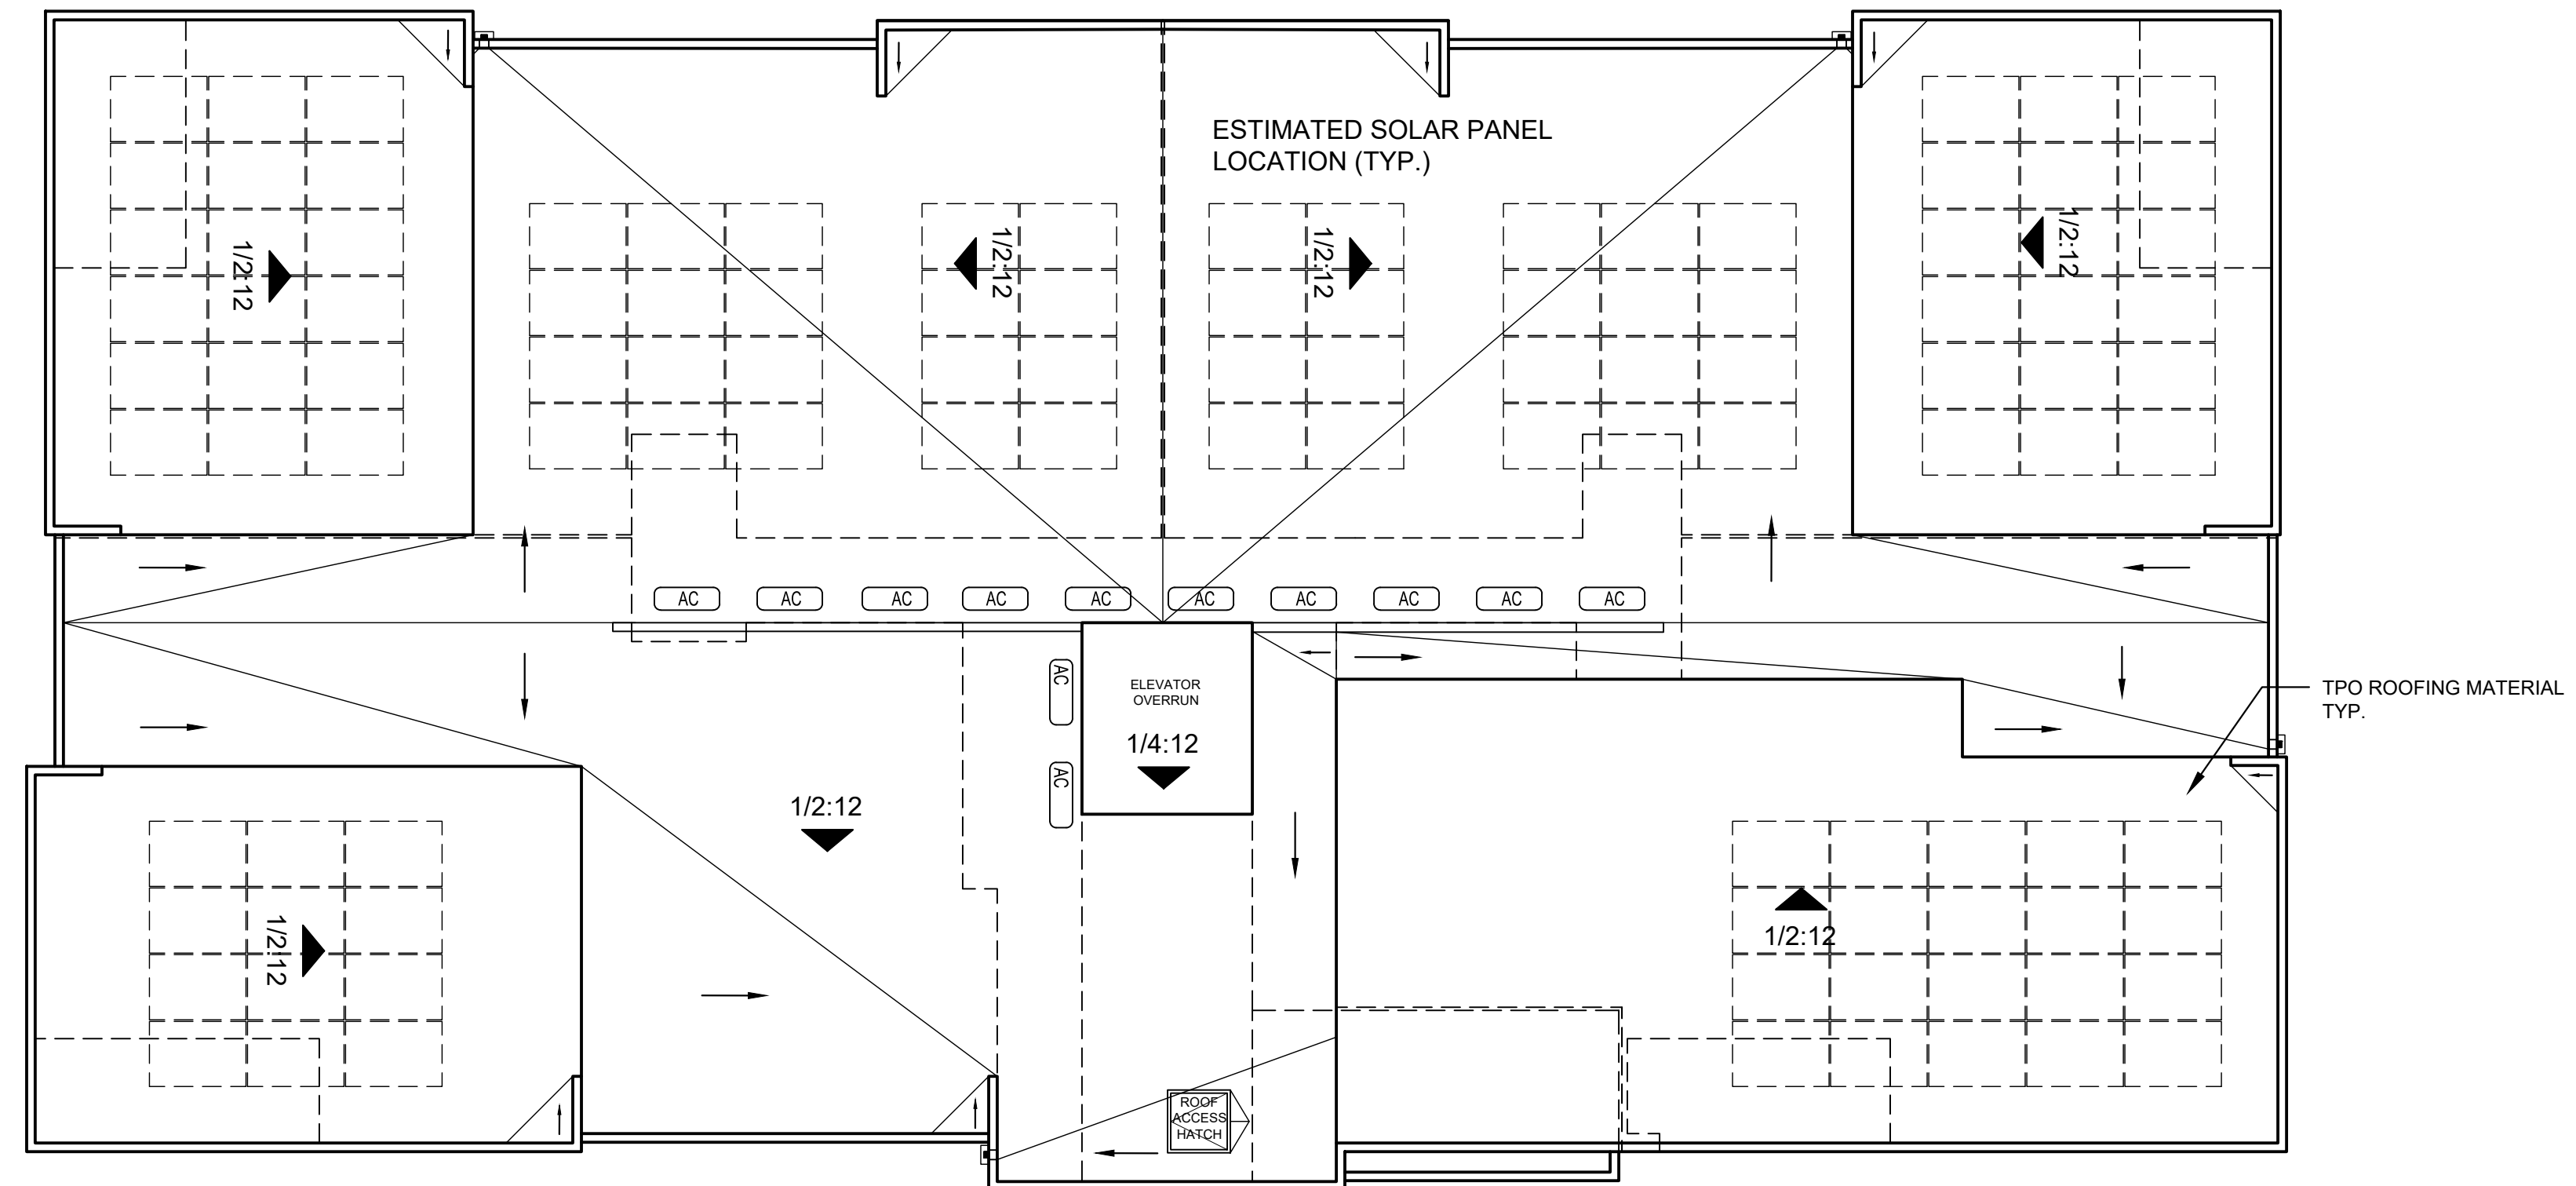 ESTIMATED SOLAR PANEL
LOCATION (TYP.)
1/2:12
1/2:12
1/2:12
1/2:12
AC
AC
AC
AC
AC
AC
AC
AC
AC
AC
AC
ELEVATOR
OVERRUN
1/4:12
AC
TPO ROOFING MATERIAL
TYP.
1/2:12
1/2:12
1/2:12
ROOF
ACCESS
HATCH